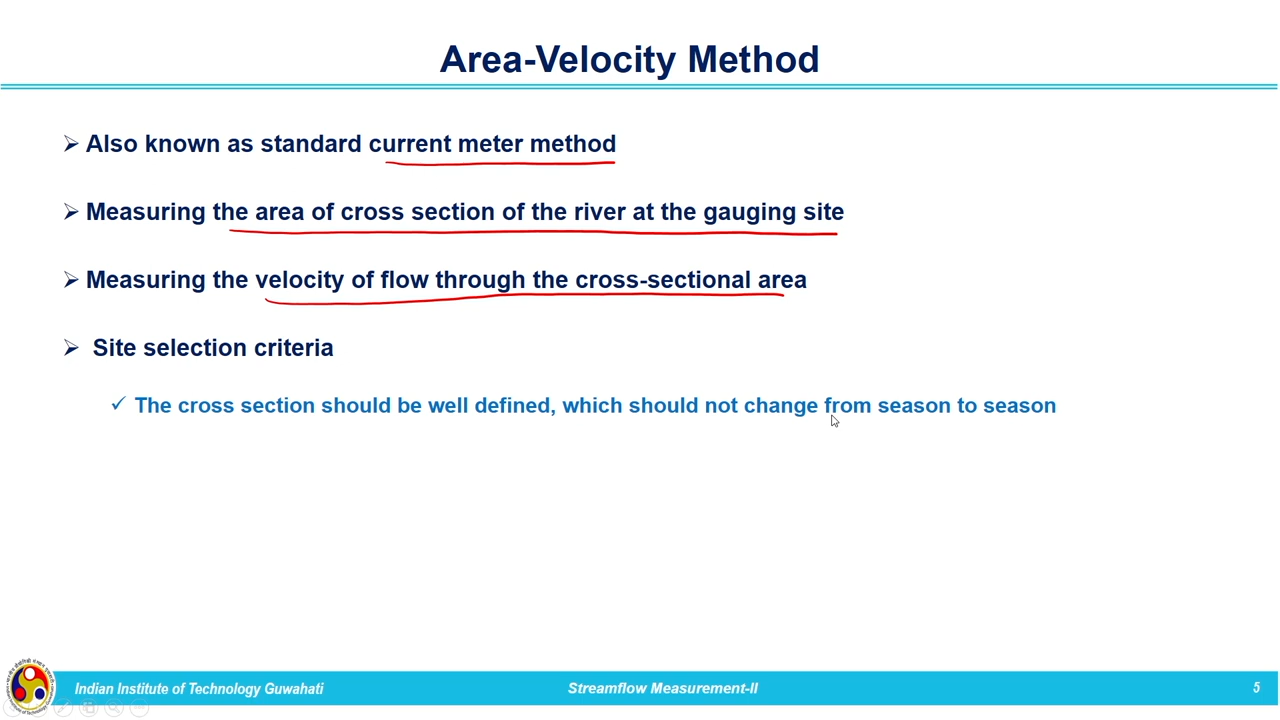 Area-Velocity Method
Also known as standard current meter method
Measuring the area of cross section of the river at the gauging site
Measuring the velocity of flow through the cross-sectional area
Site selection criteria
The cross section should be well defined, which should not change from season to season
Indian Institute of Technology Guwahati
Streamflow Measurement-II
5